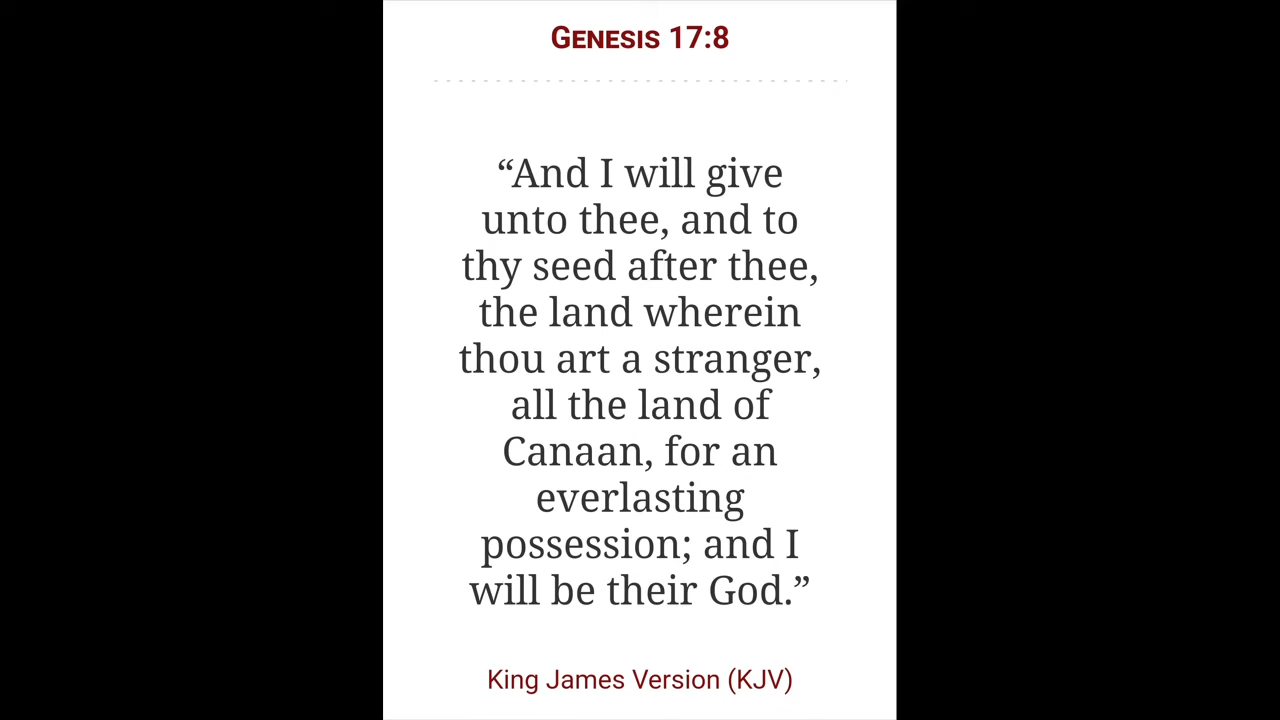 Genesis 17:8
“And I will give
unto thee, and to
thy seed after thee,
the land wherein
thou art a stranger,
all the land of
Canaan, for an
everlasting
possession; and I
will be their God.”
King James Version (KJV)